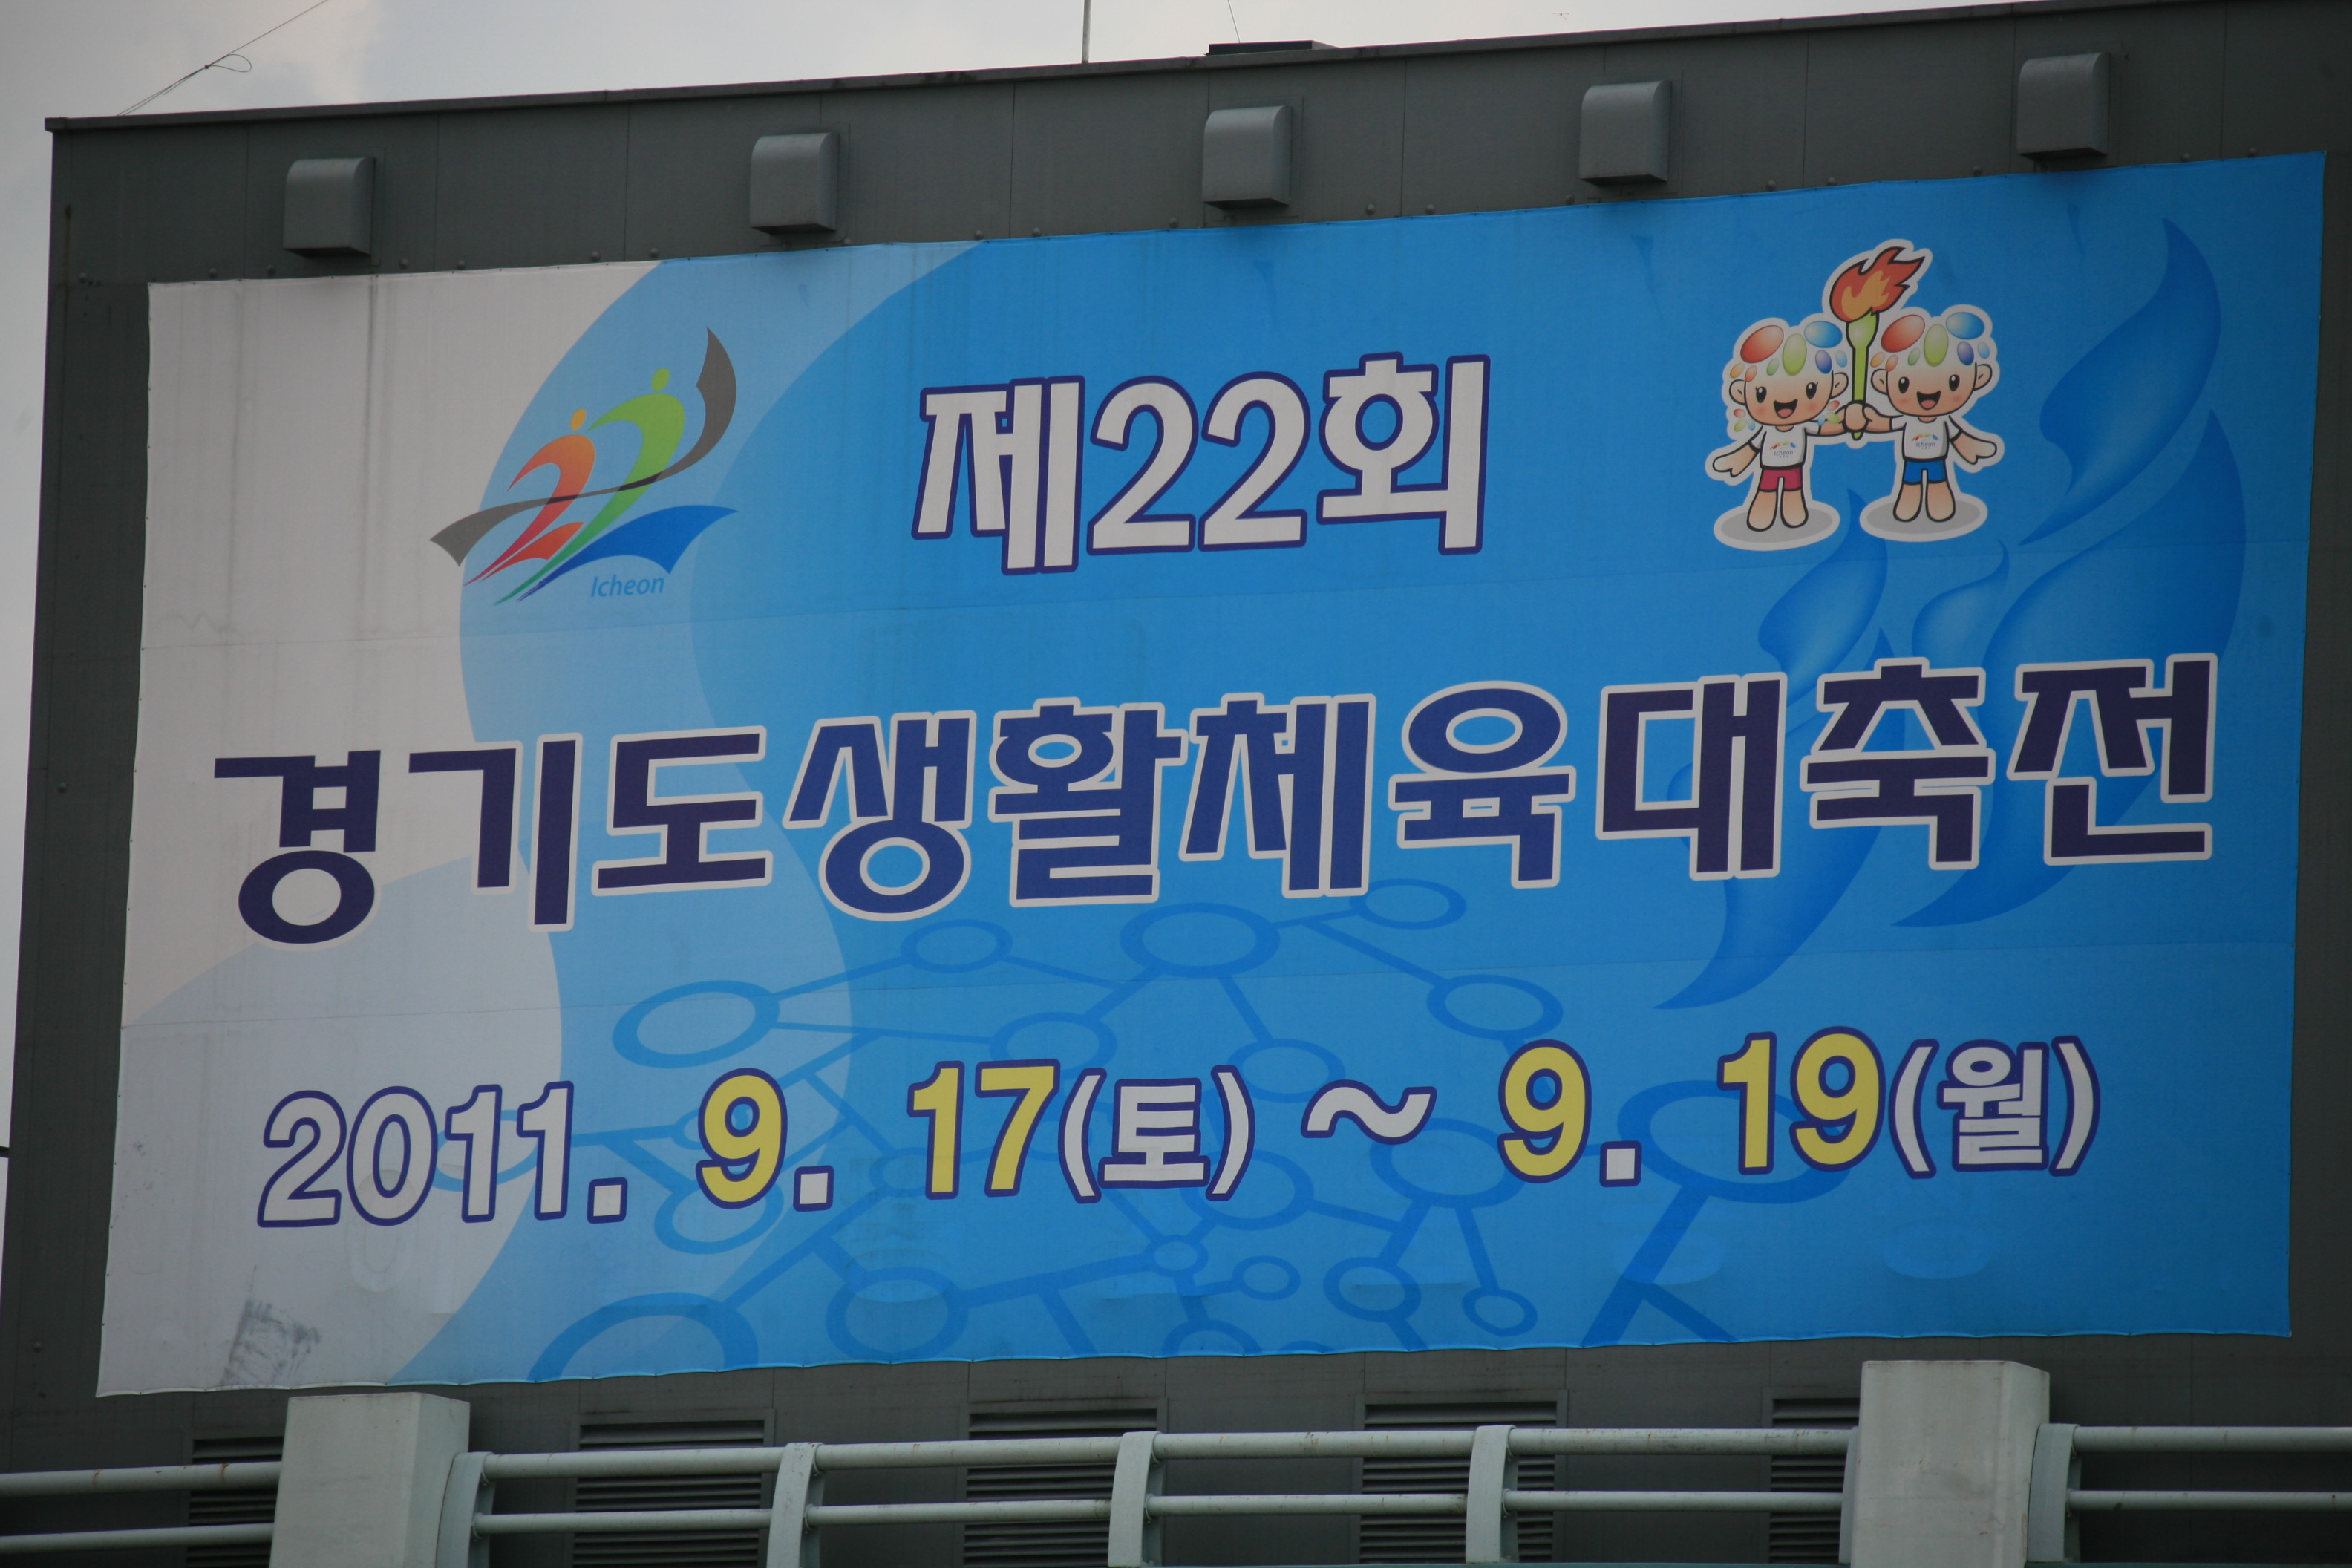 제22회
Icheon
경기도생활체육대축전
2011. 9. 17(토) ~ 9. 19(월)